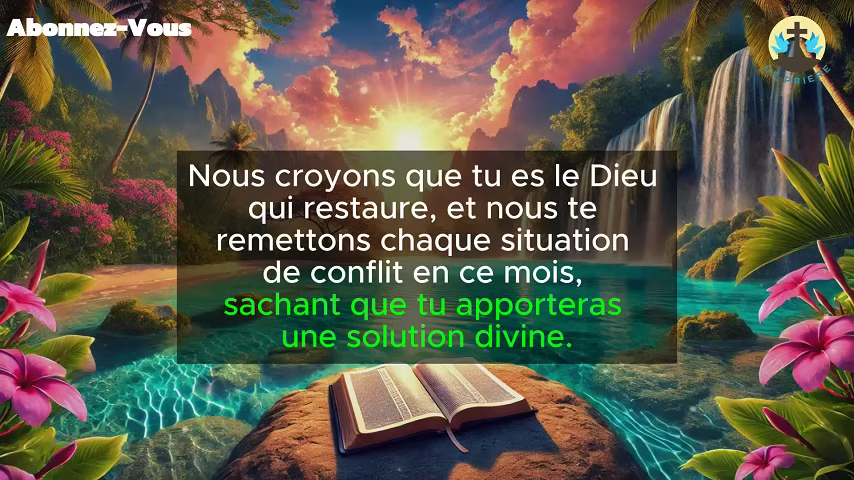 Abonnez-Vous
Nous croyons que tu es le Dieu
qui restaure, et nous te
remettons chaque situation
de conflit en ce mois,
sachant que tu apporteras
une solution divine.